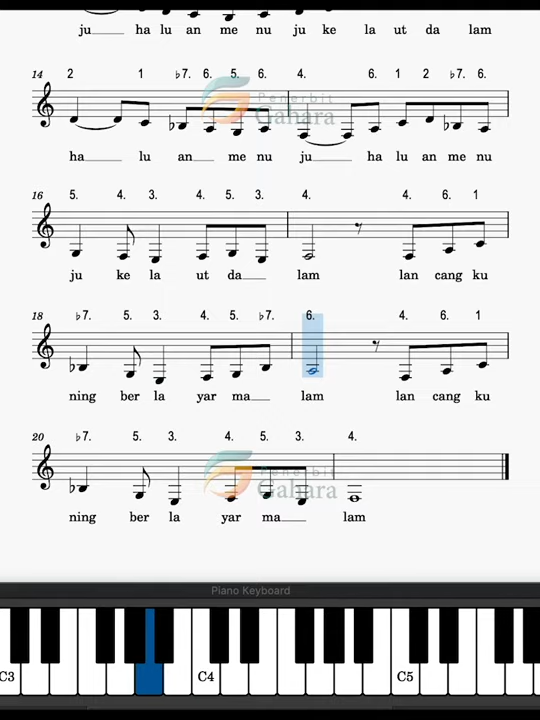 ju ha lu an me nu ju ke la ut da lam
14 2 1 ♭7. 6. 5. 6. 4. 6. 1 2 ♭7. 6.
Penerbit
Gahara
ha lu an me nu ju ha lu an me nu
16 5. 4. 3. 4. 5. 3. 4. 4. 6. 1
ju ke la ut da lam lan cang ku
18 ♭7. 5. 3. 4. 5. ♭7. 6. 4. 6. 1
ning ber la yar ma lam lan cang ku
20 ♭7. 5. 3. 4. 5. 3. 4.
Penerbit
Gahara
ning ber la yar ma lam
Piano Keyboard
C3 C4 C5